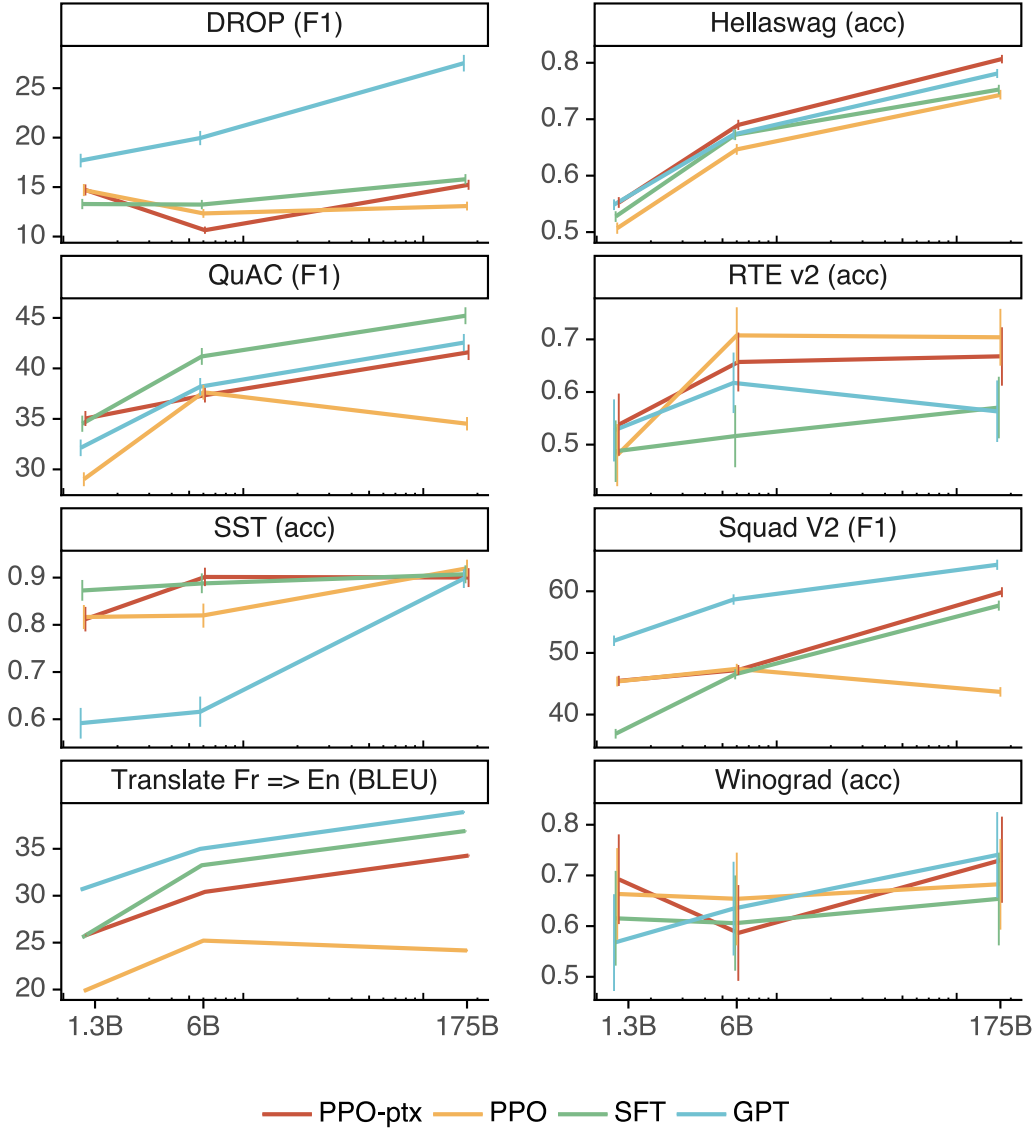 DROP (F1)
25
20
15
10
Hellaswag (acc)
0.8
0.7
0.6
0.5
QuAC (F1)
45
40
35
30
RTE v2 (acc)
0.7
0.6
0.5
SST (acc)
0.9
0.8
0.7
0.6
Squad V2 (F1)
60
50
40
Translate Fr => En (BLEU)
35
30
25
20
1.3B 6B 175B
Winograd (acc)
0.8
0.7
0.6
0.5
1.3B 6B 175B
PPO-ptx PPO SFT GPT